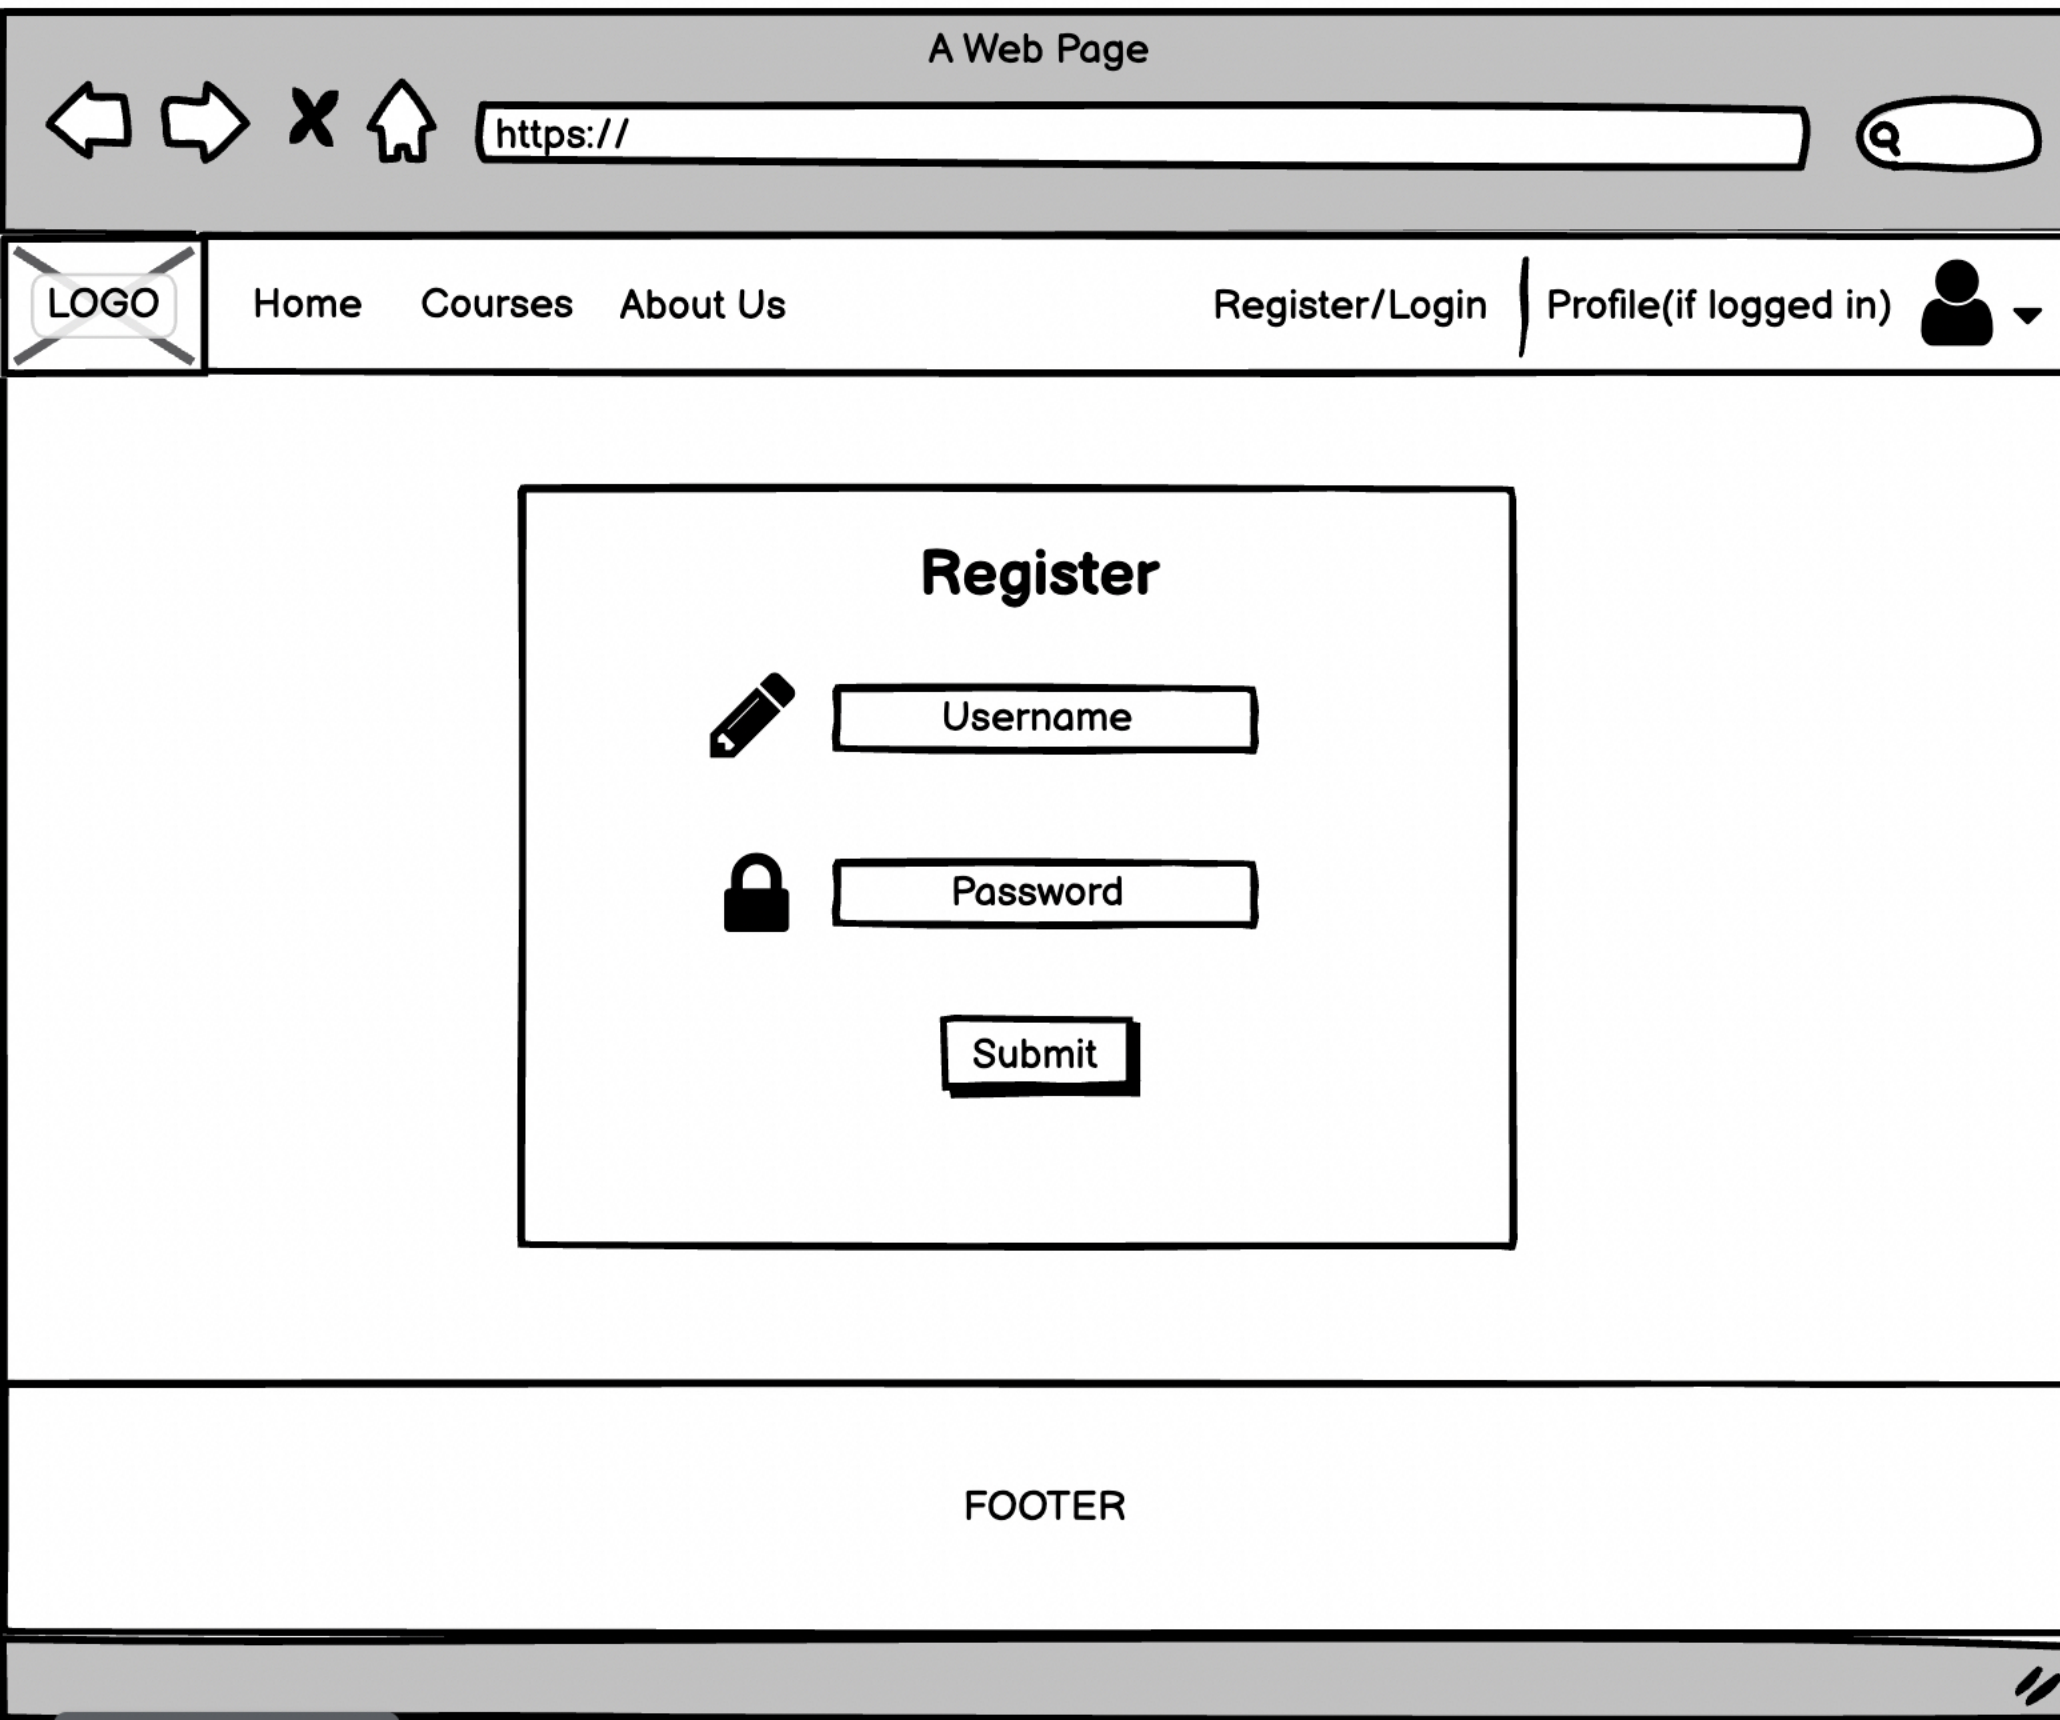 A Web Page
https://
LOGO Home Courses About Us Register/Login Profile(if logged in)
Register
Username
Password
Submit
FOOTER